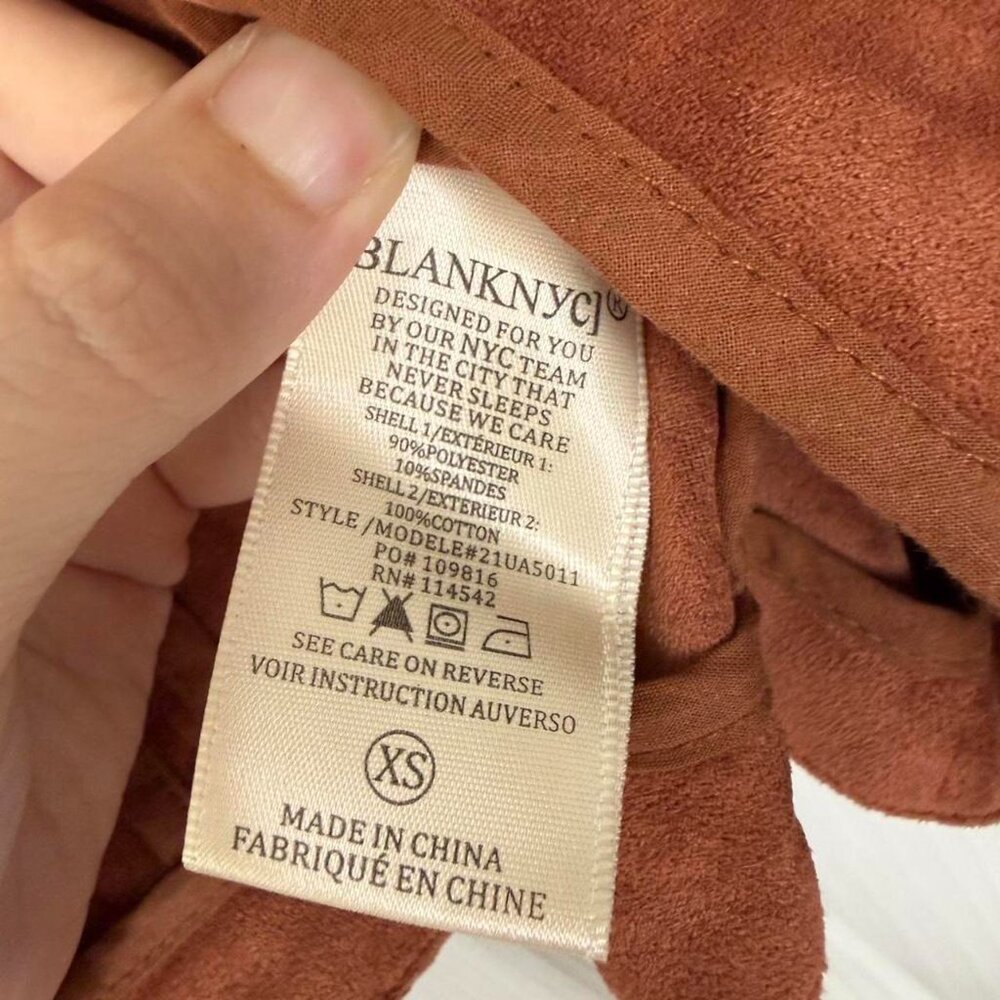 BLANKNYC]®
DESIGNED FOR YOU
BY OUR NYC TEAM
IN THE CITY THAT
NEVER SLEEPS
BECAUSE WE CARE
SHELL 1/EXTÉRIEUR 1:
90%POLYESTER
10%SPANDES
SHELL 2/EXTERIEUR 2:
100%COTTON
STYLE /MODELE#21UA5011
PO# 109816
RN# 114542
SEE CARE ON REVERSE
VOIR INSTRUCTION AUVERSO
XS
MADE IN CHINA
FABRIQUÉ EN CHINE